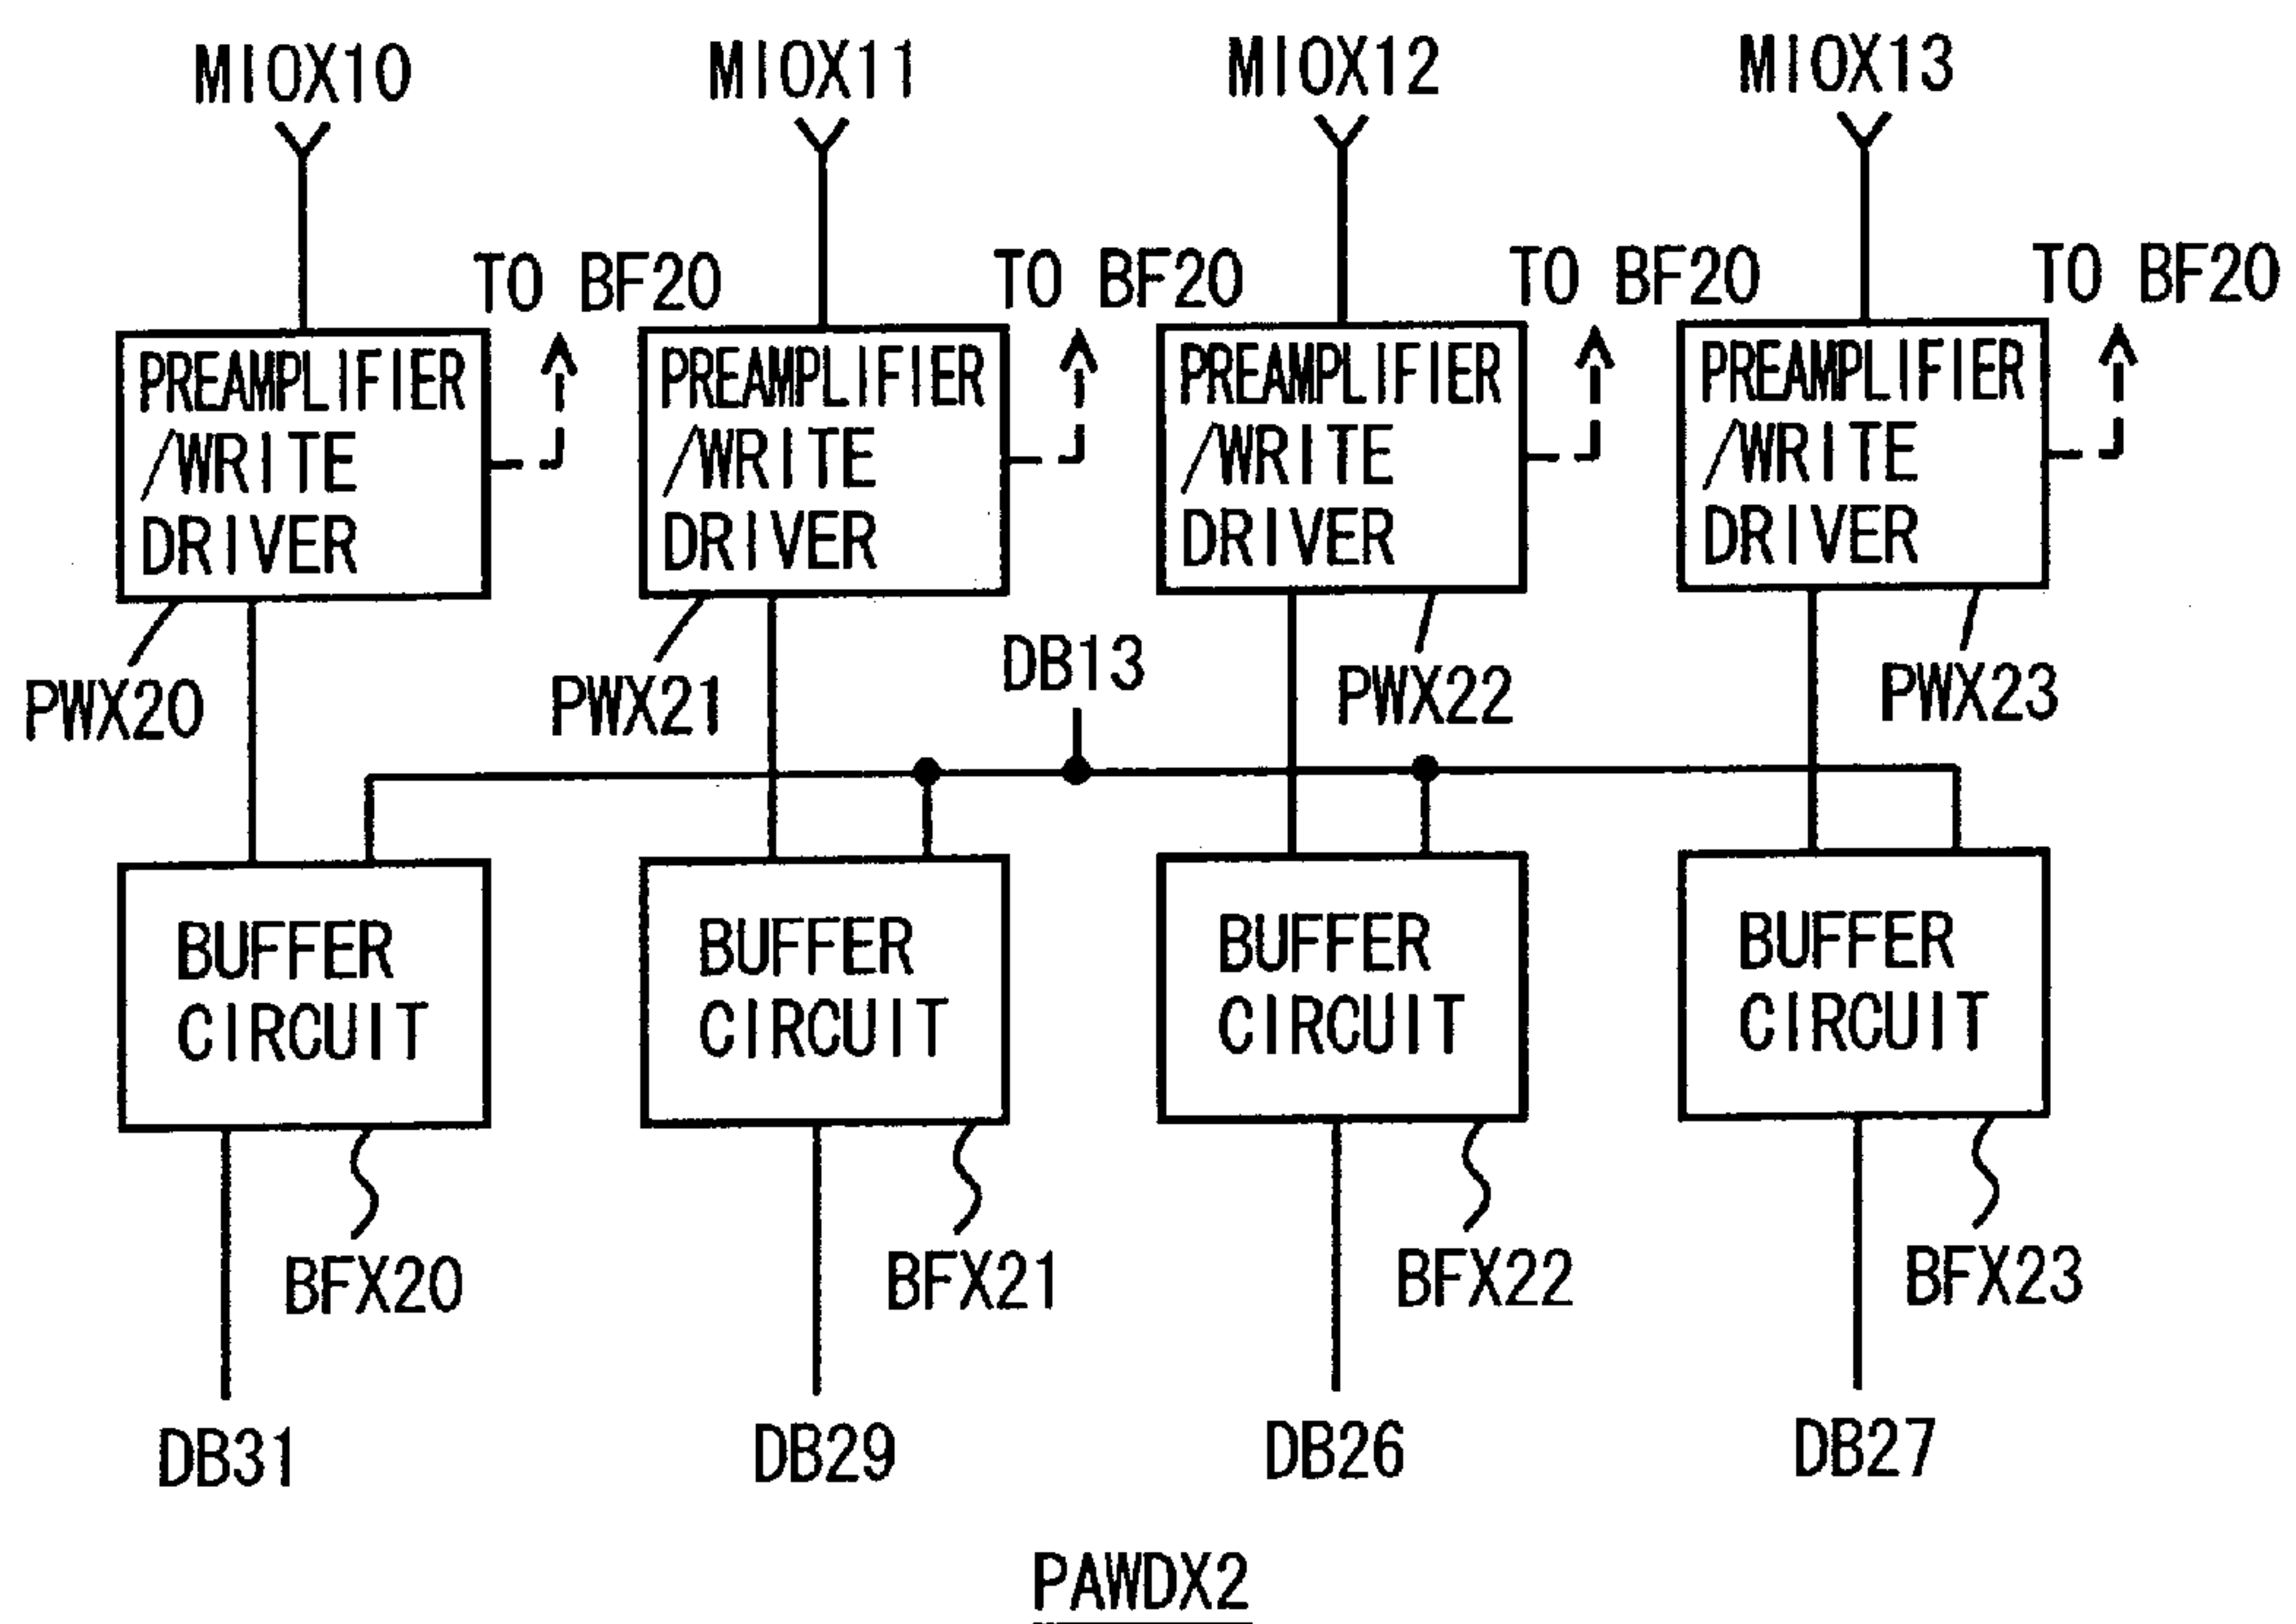 MIOX10
MIOX11
MIOX12
MIOX13
TO BF20
TO BF20
TO BF20
TO BF20
PREAMPLIFIER
/WRITE
DRIVER
PREAMPLIFIER
/WRITE
DRIVER
PREAMPLIFIER
/WRITE
DRIVER
PREAMPLIFIER
/WRITE
DRIVER
PWX20
PWX21
DB13
PWX22
PWX23
BUFFER
CIRCUIT
BUFFER
CIRCUIT
BUFFER
CIRCUIT
BUFFER
CIRCUIT
BFX20
BFX21
BFX22
BFX23
DB31
DB29
DB26
DB27
PAWDX2